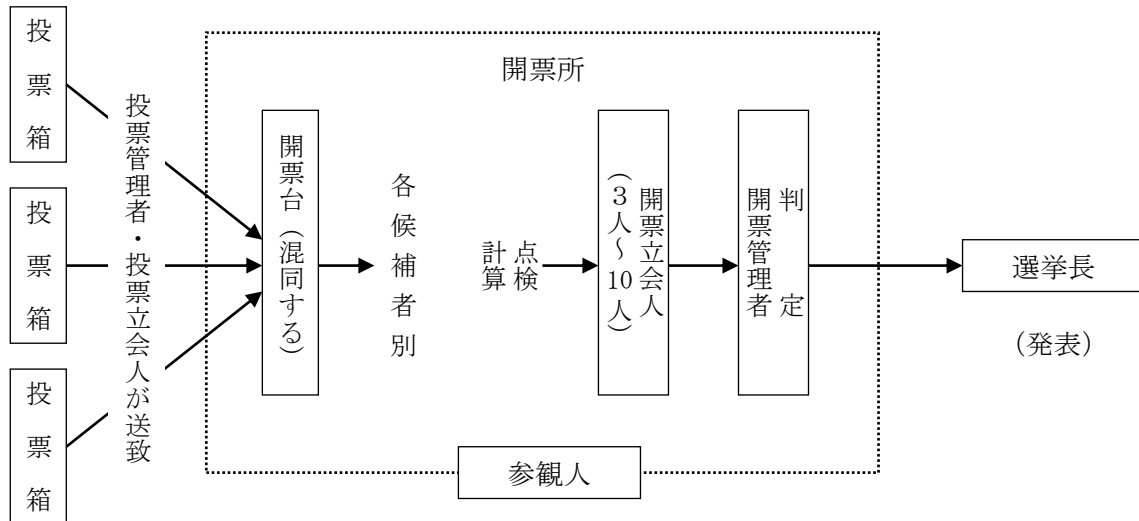 投票箱
投票箱
投票箱
投票管理者・投票立会人が送致
開票所
開票台(混同する)
各候補者別
点検
計算
開票立会人
(3人~10人)
判定
開票管理者
選挙長
(発表)
参観人